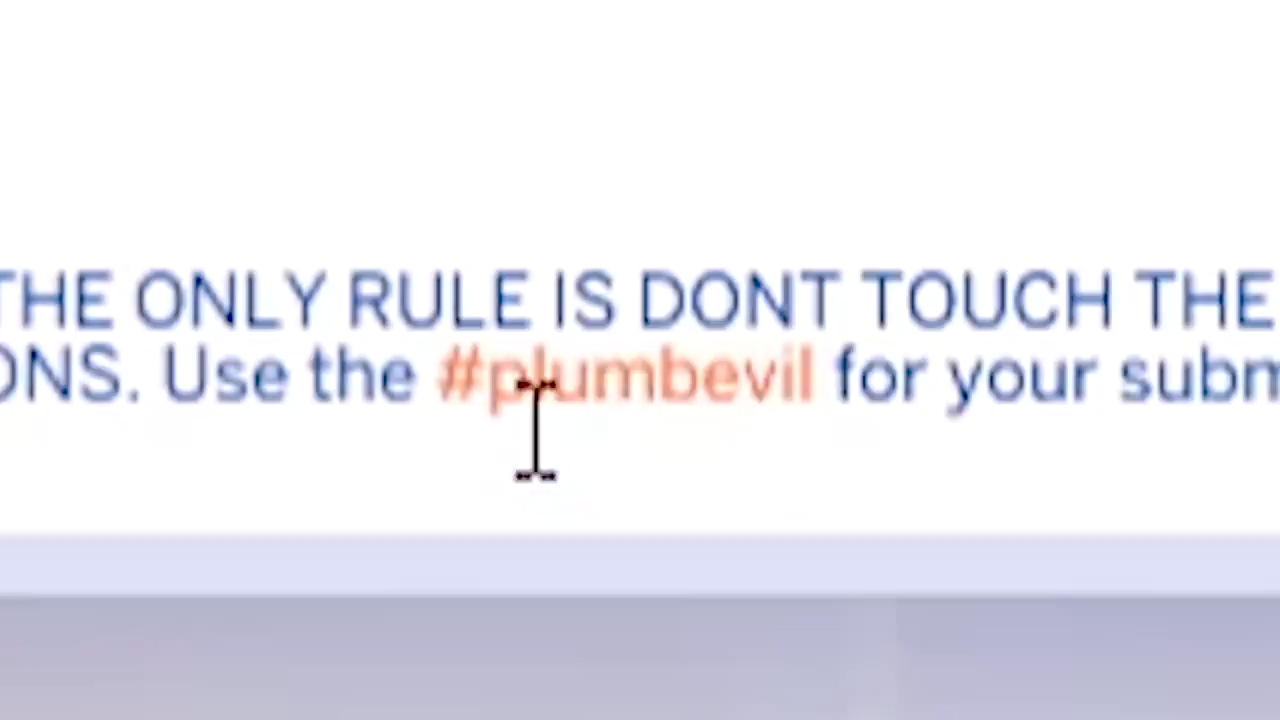 THE ONLY RULE IS DONT TOUCH THE
ONS. Use the #plumbevil for your subm